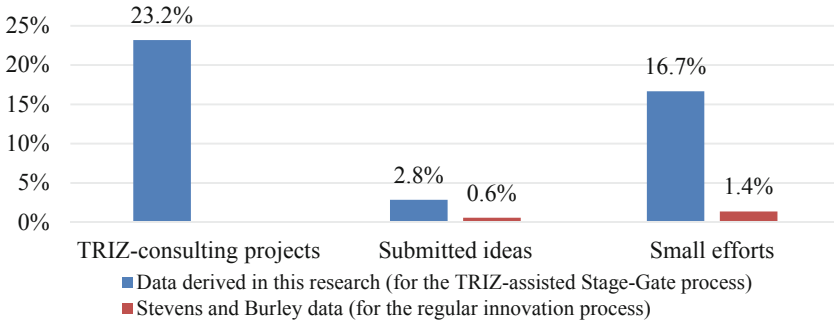 23.2%
25%
20%
16.7%
15%
10%
5%
2.8%
0.6%
1.4%
0%
TRIZ-consulting projects
Submitted ideas
Small efforts
Data derived in this research (for the TRIZ-assisted Stage-Gate process)
Stevens and Burley data (for the regular innovation process)